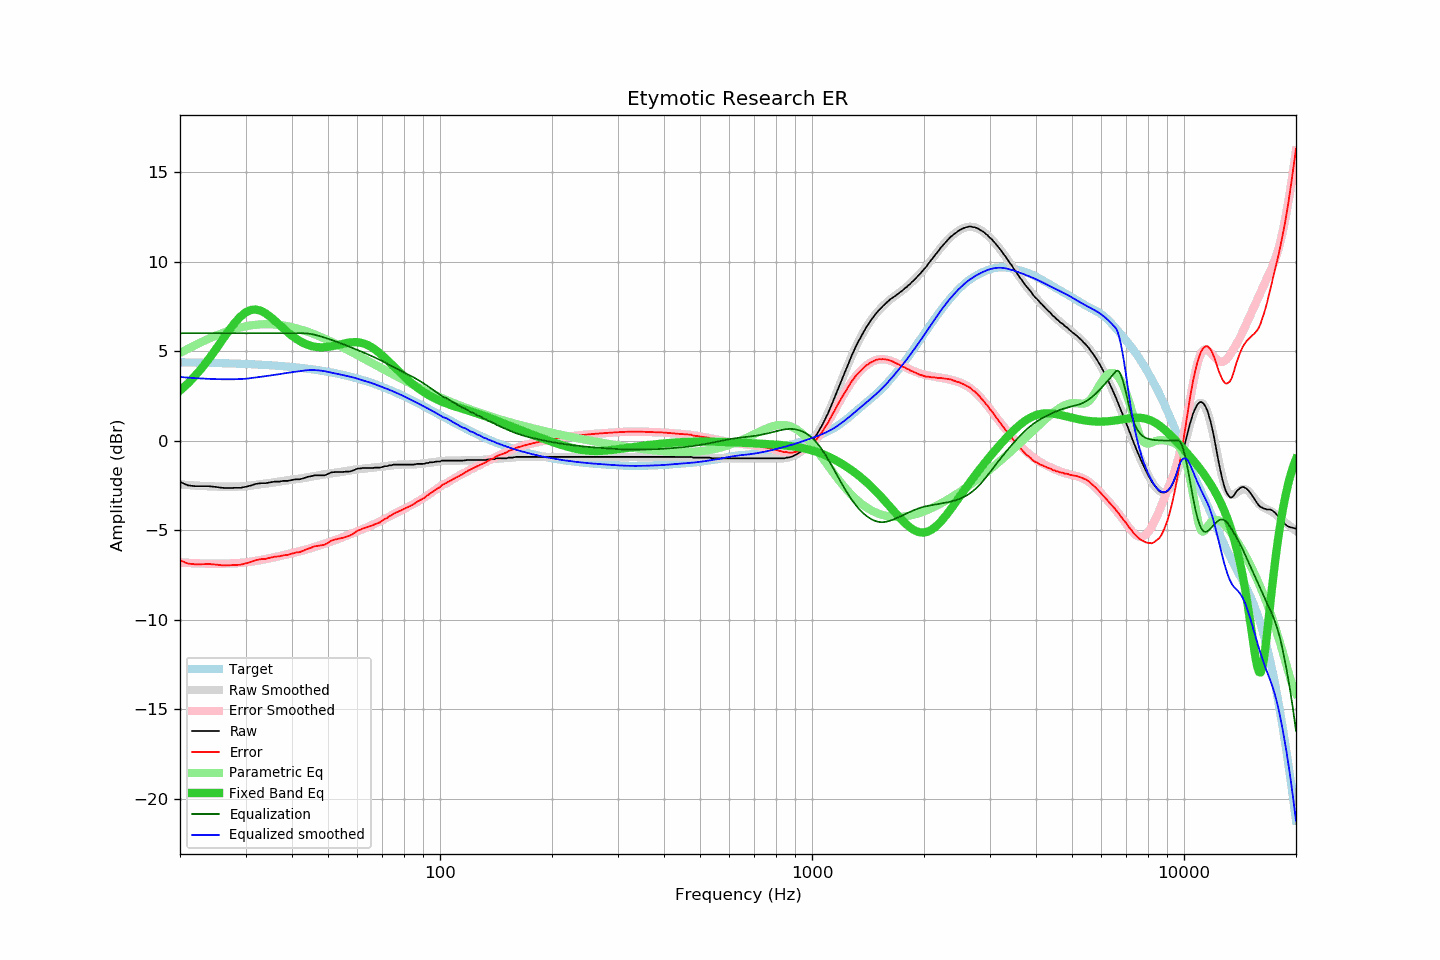 Etymotic Research ER
Amplitude (dBr)
15
10
5
0
−5
−10
−15
−20
Target
Raw Smoothed
Error Smoothed
Raw
Error
Parametric Eq
Fixed Band Eq
Equalization
Equalized smoothed
100
1000
10000
Frequency (Hz)